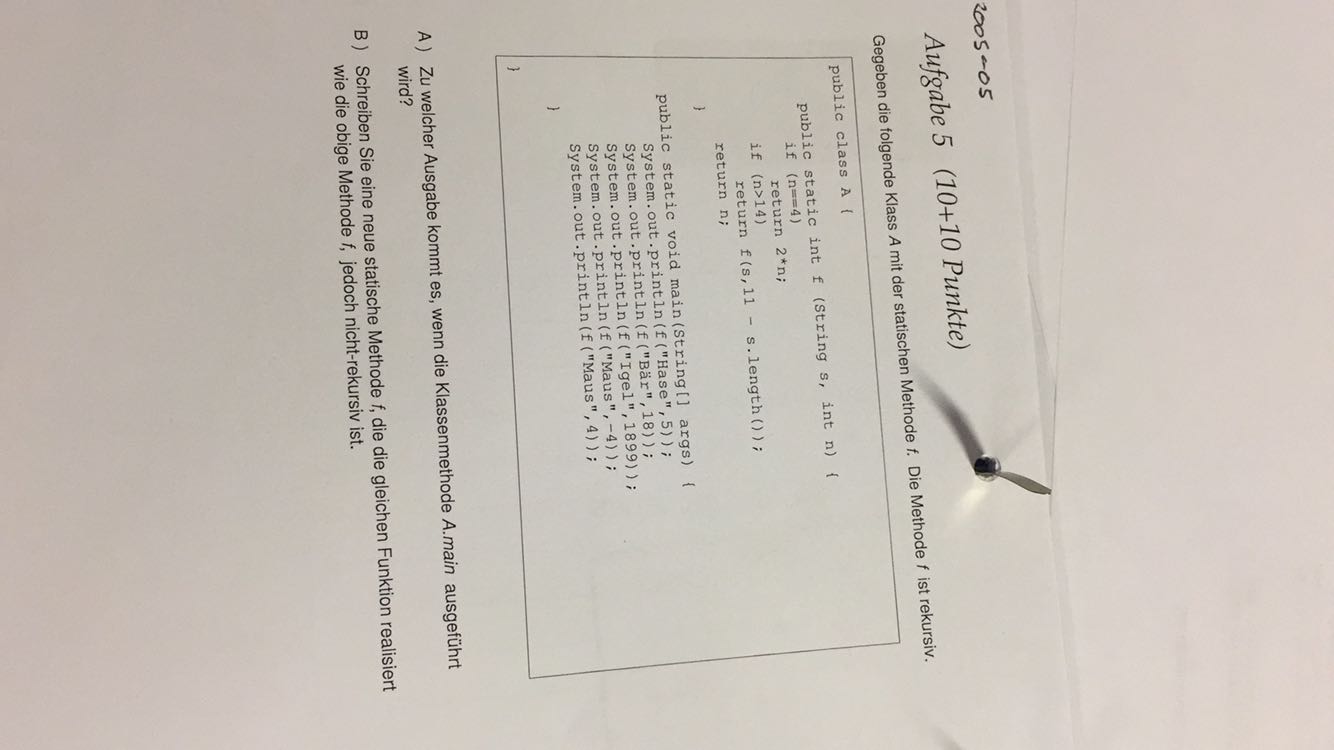 2005-05
Aufgabe 5 (10+10 Punkte)
Gegeben die folgende Klass A mit der statischen Methode f. Die Methode f ist rekursiv.
public class A {
public static int f (String s, int n) {
if (n==4)
return 2*n;
if (n>14)
return f(s,11 - s.length());
return n;
}
public static void main(String[] args) {
System.out.println(f("Hase",5));
System.out.println(f("Bär",18));
System.out.println(f("Igel",1899));
System.out.println(f("Maus",-4));
System.out.println(f("Maus",4));
}
}
A) Zu welcher Ausgabe kommt es, wenn die Klassenmethode A.main ausgeführt
wird?
B) Schreiben Sie eine neue statische Methode f, die die gleichen Funktion realisiert
wie die obige Methode f, jedoch nicht-rekursiv ist.